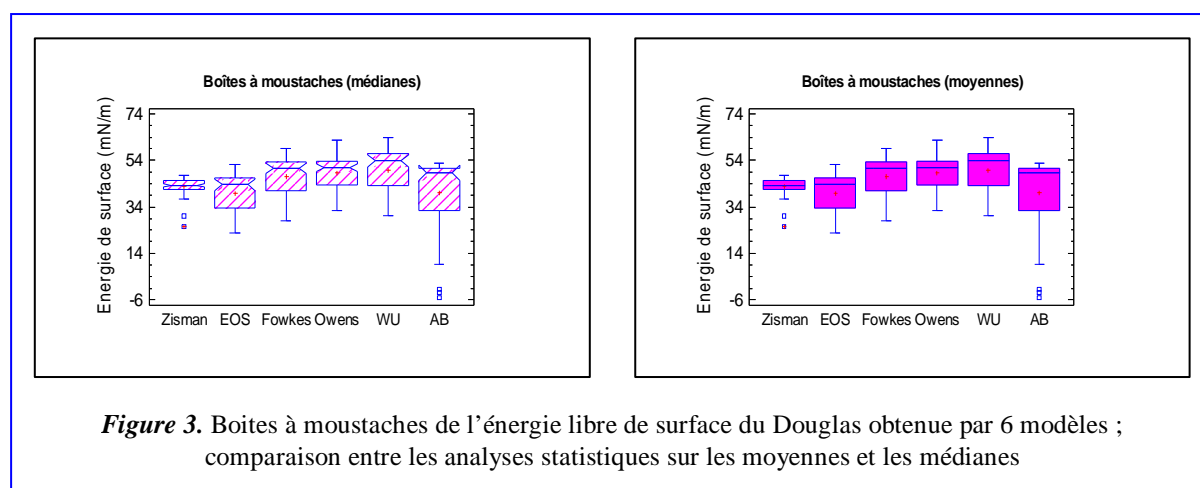 Boîtes à moustaches (médianes)
Energie de surface (mN/m)
74
54
34
14
-6
Zisman EOS Fowkes Owens WU AB
Boîtes à moustaches (moyennes)
Energie de surface (mN/m)
74
54
34
14
-6
Zisman EOS Fowkes Owens WU AB
Figure 3. Boites à moustaches de l’énergie libre de surface du Douglas obtenue par 6 modèles ;
comparaison entre les analyses statistiques sur les moyennes et les médianes